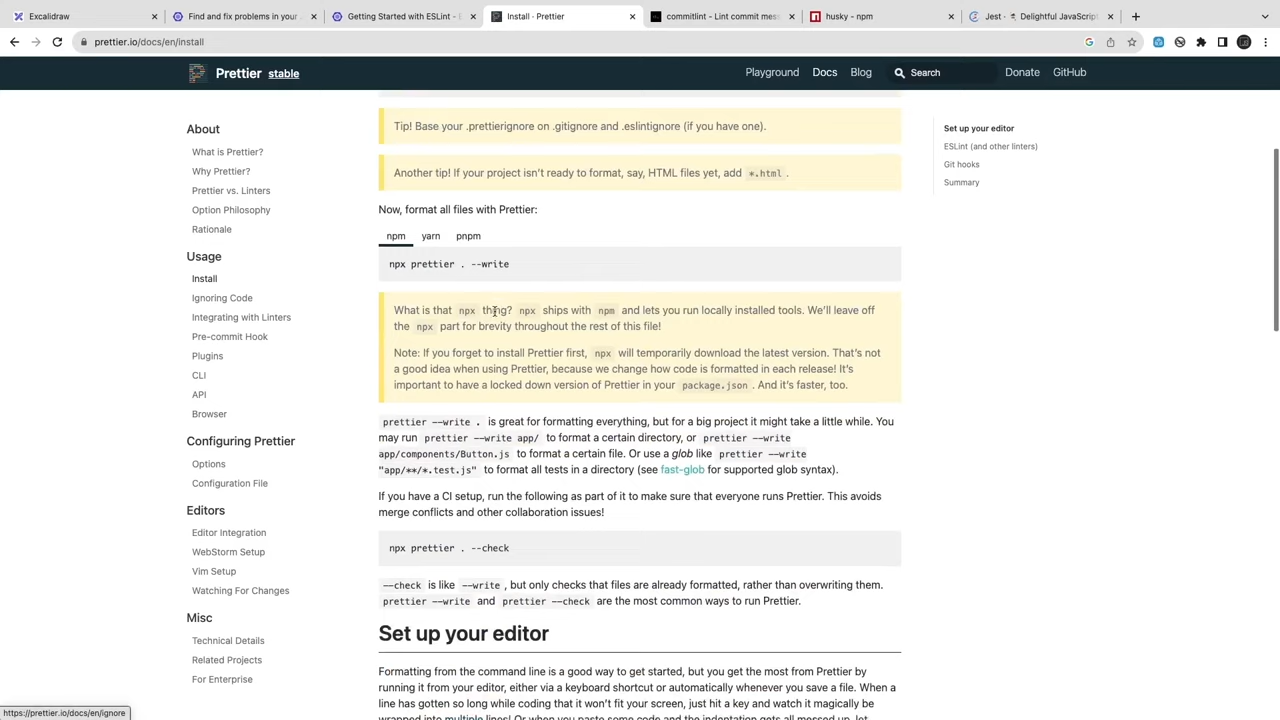 Excalidraw
Find and fix problems in your
Getting Started with ESLint - E
Install · Prettier
commitlint - Lint commit mes
husky - npm
Jest · 🃏 Delightful JavaScript
prettier.io/docs/en/install
Prettier stable
Playground
Docs
Blog
Search
Donate
GitHub
About
What is Prettier?
Why Prettier?
Prettier vs. Linters
Option Philosophy
Rationale
Usage
Install
Ignoring Code
Integrating with Linters
Pre-commit Hook
Plugins
CLI
API
Browser
Configuring Prettier
Options
Configuration File
Editors
Editor Integration
WebStorm Setup
Vim Setup
Watching For Changes
Misc
Technical Details
Related Projects
For Enterprise
Tip! Base your .prettierignore on .gitignore and .eslintignore (if you have one).
Another tip! If your project isn't ready to format, say, HTML files yet, add *.html.
Now, format all files with Prettier:
npm yarn pnpm
npx prettier . --write
What is that npx thing? npx ships with npm and lets you run locally installed tools. We'll leave off
the npx part for brevity throughout the rest of this file!
Note: If you forget to install Prettier first, npx will temporarily download the latest version. That's not
a good idea when using Prettier, because we change how code is formatted in each release! It's
important to have a locked down version of Prettier in your package.json. And it's faster, too.
prettier --write . is great for formatting everything, but for a big project it might take a little while. You
may run prettier --write app/ to format a certain directory, or prettier --write
app/components/Button.js to format a certain file. Or use a glob like prettier --write
"app/**/*.test.js" to format all tests in a directory (see fast-glob for supported glob syntax).
If you have a CI setup, run the following as part of it to make sure that everyone runs Prettier. This avoids
merge conflicts and other collaboration issues!
npx prettier . --check
--check is like --write, but only checks that files are already formatted, rather than overwriting them.
prettier --write and prettier --check are the most common ways to run Prettier.
Set up your editor
Formatting from the command line is a good way to get started, but you get the most from Prettier by
running it from your editor, either via a keyboard shortcut or automatically whenever you save a file. When a
line has gotten so long while coding that it won't fit your screen, just hit a key and watch it magically be
wrapped into multiple lines! Or when you paste some code and the indentation gets all messed up, let
Set up your editor
ESLint (and other linters)
Git hooks
Summary
https://prettier.io/docs/en/ignore